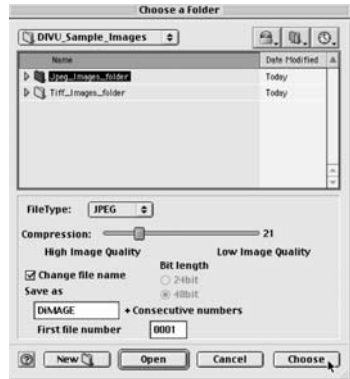 Choose a Folder
DIVU_Sample_Images
Name Date Modified
Jpeg_Images_folder Today
Tiff_Images_folder Today
FileType: JPEG
Compression: 21
High Image Quality Low Image Quality
Bit length
Change file name 24bit
Save as 48bit
DiMAGE + Consecutive numbers
First file number 0001
? New Open Cancel Choose